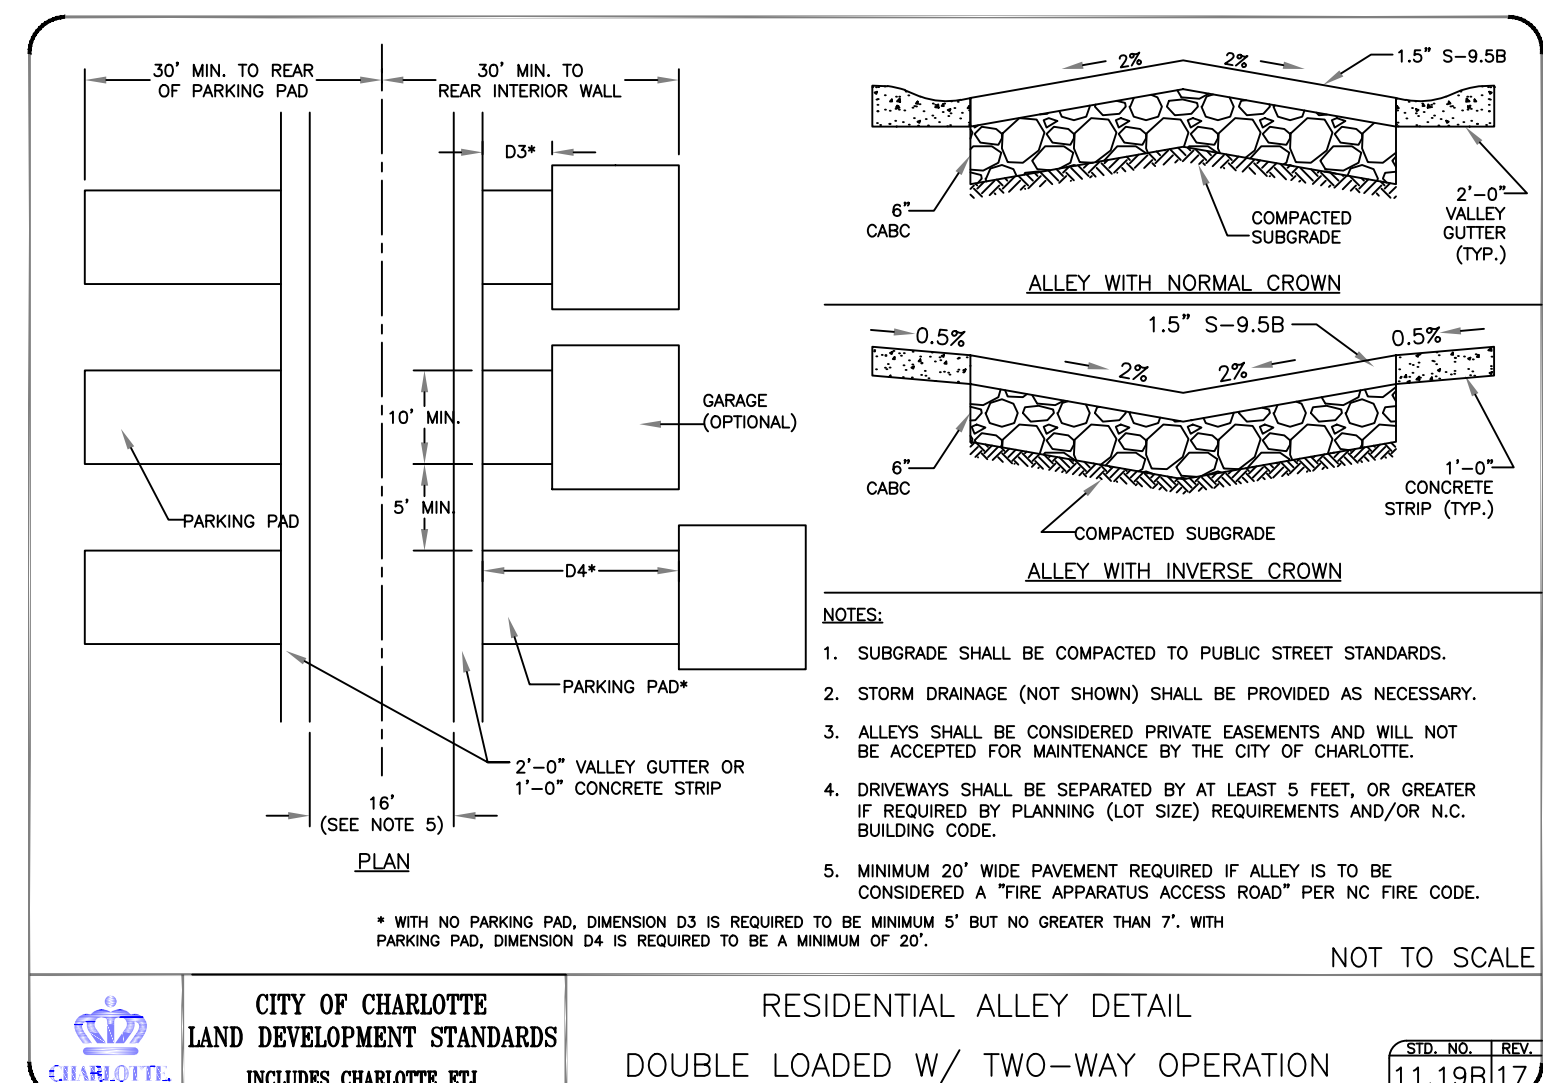 30' MIN. TO REAR
OF PARKING PAD
30' MIN. TO
REAR INTERIOR WALL
D3*
10' MIN.
5' MIN.
GARAGE
(OPTIONAL)
PARKING PAD
D4*
PARKING PAD*
2'-0" VALLEY GUTTER OR
1'-0" CONCRETE STRIP
16'
(SEE NOTE 5)
PLAN
2%
2%
1.5" S-9.5B
6"
CABC
COMPACTED
SUBGRADE
2'-0"
VALLEY
GUTTER
(TYP.)
ALLEY WITH NORMAL CROWN
0.5%
1.5" S-9.5B
0.5%
2%
2%
6"
CABC
1'-0"
CONCRETE
STRIP (TYP.)
COMPACTED SUBGRADE
ALLEY WITH INVERSE CROWN
NOTES:
1. SUBGRADE SHALL BE COMPACTED TO PUBLIC STREET STANDARDS.
2. STORM DRAINAGE (NOT SHOWN) SHALL BE PROVIDED AS NECESSARY.
3. ALLEYS SHALL BE CONSIDERED PRIVATE EASEMENTS AND WILL NOT
BE ACCEPTED FOR MAINTENANCE BY THE CITY OF CHARLOTTE.
4. DRIVEWAYS SHALL BE SEPARATED BY AT LEAST 5 FEET, OR GREATER
IF REQUIRED BY PLANNING (LOT SIZE) REQUIREMENTS AND/OR N.C.
BUILDING CODE.
5. MINIMUM 20' WIDE PAVEMENT REQUIRED IF ALLEY IS TO BE
CONSIDERED A "FIRE APPARATUS ACCESS ROAD" PER NC FIRE CODE.
* WITH NO PARKING PAD, DIMENSION D3 IS REQUIRED TO BE MINIMUM 5' BUT NO GREATER THAN 7'. WITH
PARKING PAD, DIMENSION D4 IS REQUIRED TO BE A MINIMUM OF 20'.
NOT TO SCALE
CHARLOTTE
CITY OF CHARLOTTE
LAND DEVELOPMENT STANDARDS
INCLUDES CHARLOTTE ETJ
RESIDENTIAL ALLEY DETAIL
DOUBLE LOADED W/ TWO-WAY OPERATION
STD. NO. REV.
11.19B 17